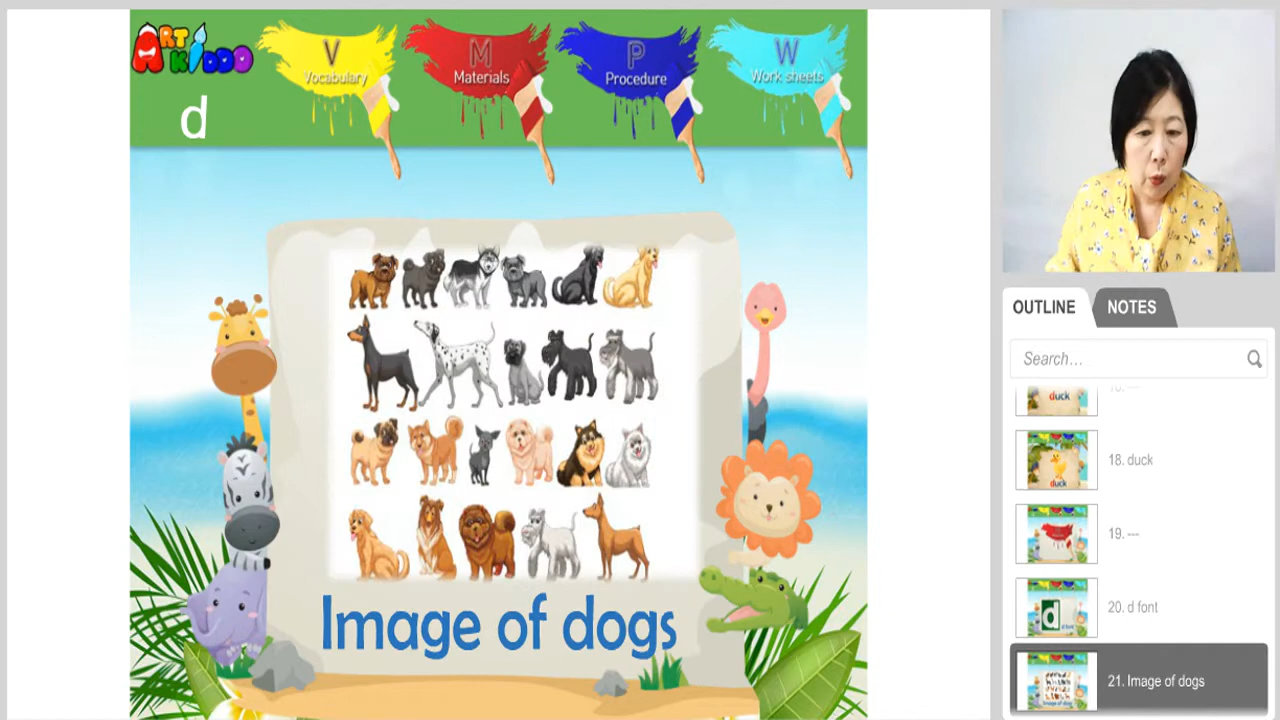 ART KIDDO
V
Vocabulary
M
Materials
P
Procedure
W
Work sheets
d
Image of dogs
OUTLINE
NOTES
Search...
duck
18. duck
duck
19. ---
20. d font
d
21. Image of dogs